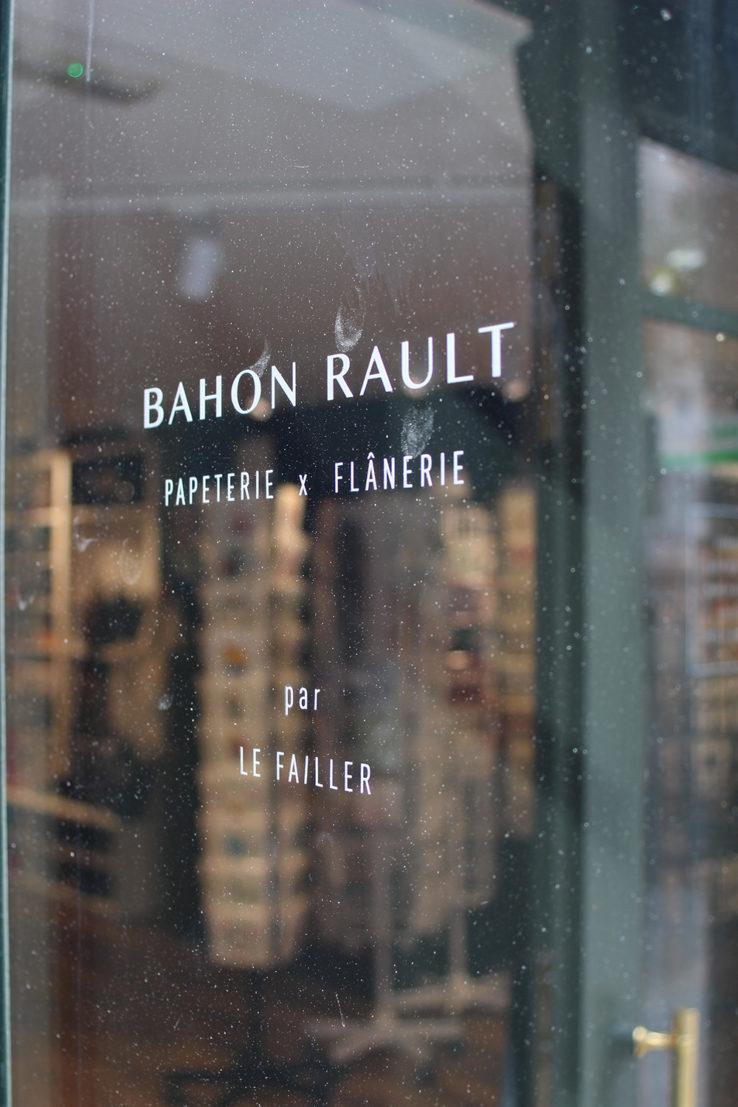 BAHON RAULT
PAPETERIE x FLÂNERIE
par
LE FAILLER